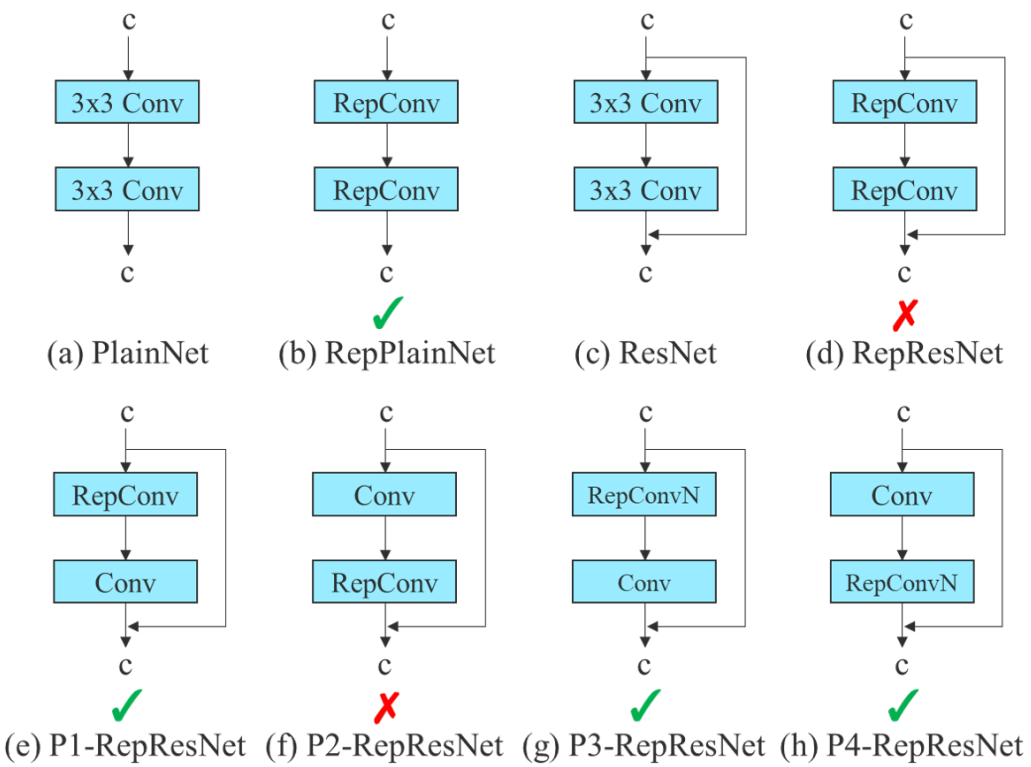 c c c c
3x3 Conv RepConv 3x3 Conv RepConv
3x3 Conv RepConv 3x3 Conv RepConv
c c c c
(a) PlainNet (b) RepPlainNet (c) ResNet (d) RepResNet
c c c c
RepConv Conv RepConvN Conv
Conv RepConv Conv RepConvN
c c c c
(e) P1-RepResNet (f) P2-RepResNet (g) P3-RepResNet (h) P4-RepResNet